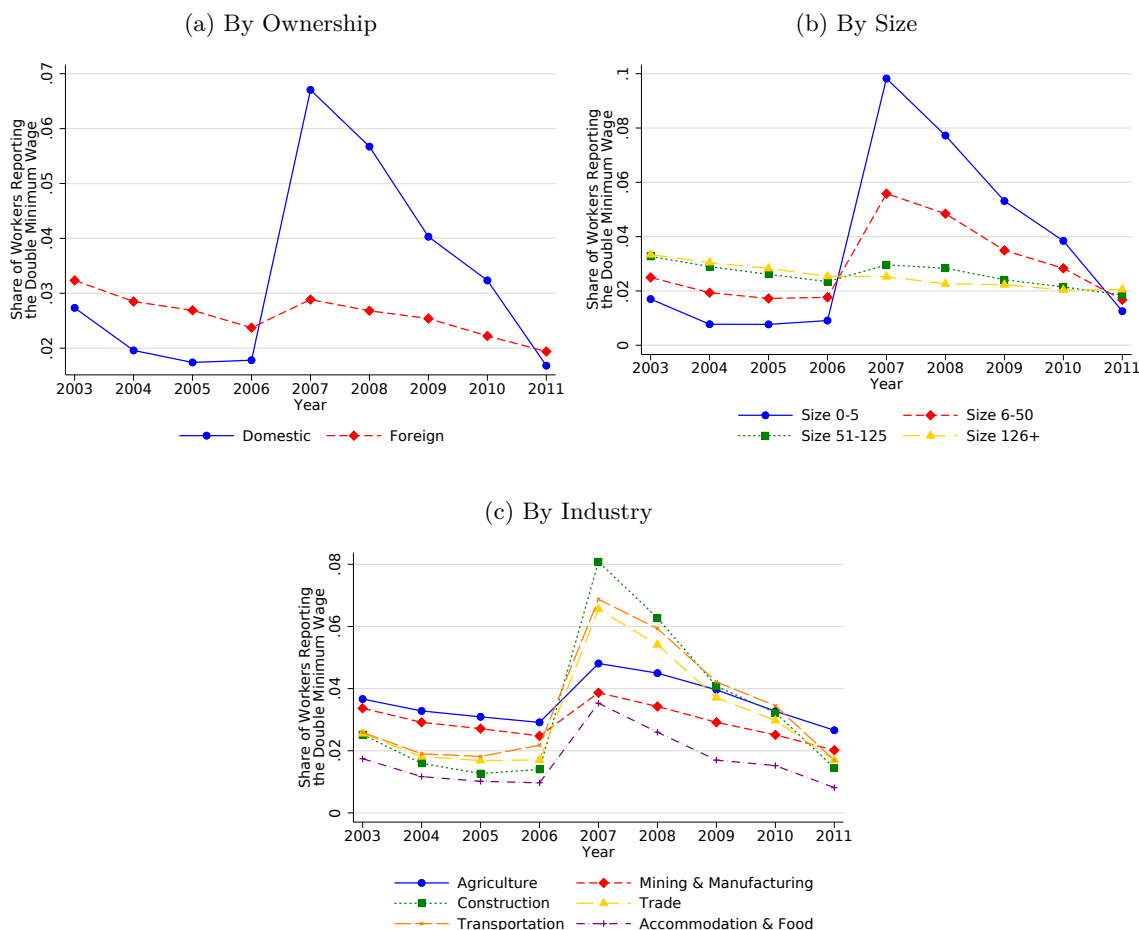 (a) By Ownership
Share of Workers Reporting
the Double Minimum Wage
.07
.06
.05
.04
.03
.02
2003 2004 2005 2006 2007 2008 2009 2010 2011
Year
Domestic Foreign
(b) By Size
Share of Workers Reporting
the Double Minimum Wage
.1
.08
.06
.04
.02
0
2003 2004 2005 2006 2007 2008 2009 2010 2011
Year
Size 0-5 Size 6-50
Size 51-125 Size 126+
(c) By Industry
Share of Workers Reporting
the Double Minimum Wage
.08
.06
.04
.02
0
2003 2004 2005 2006 2007 2008 2009 2010 2011
Year
Agriculture Mining & Manufacturing
Construction Trade
Transportation Accommodation & Food